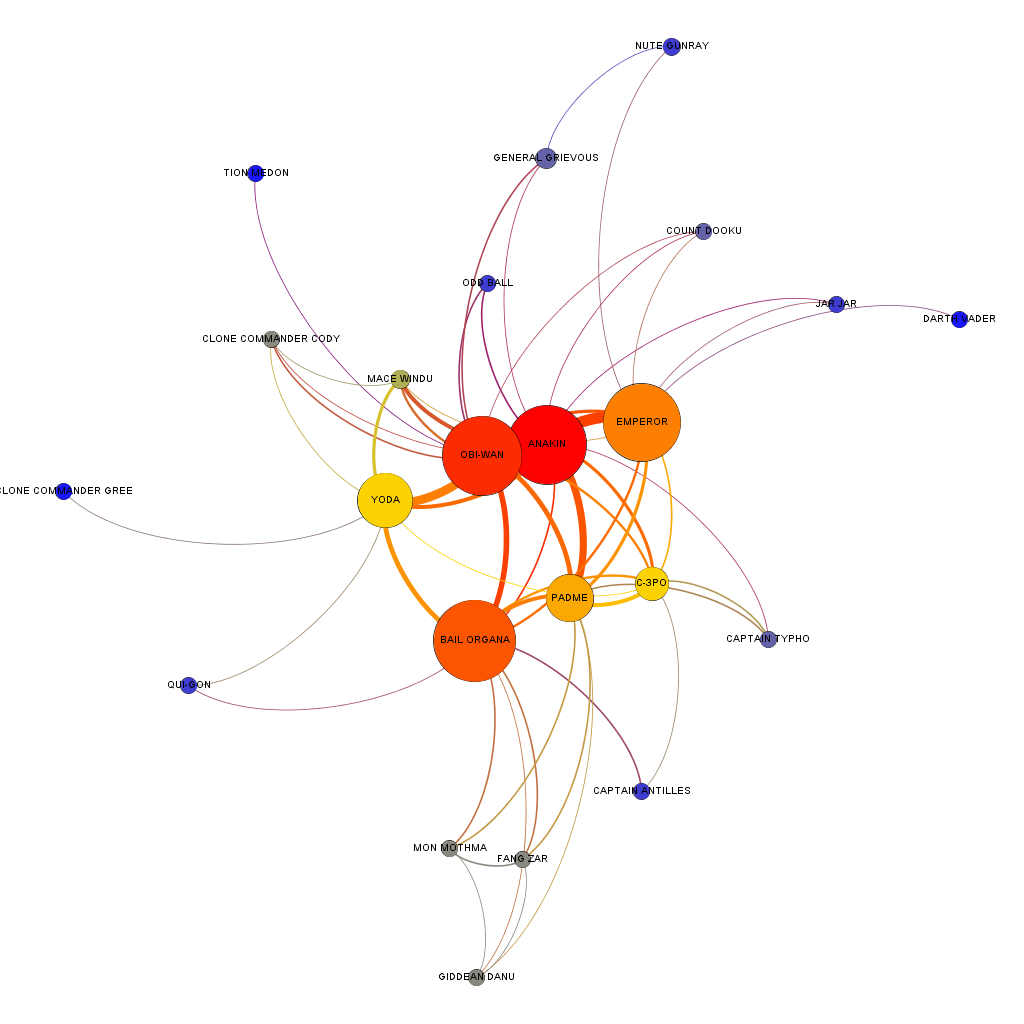 NUTE GUNRAY
GENERAL GRIEVOUS
TION MEDON
COUNT DOOKU
ODD BALL
JAR JAR
DARTH VADER
CLONE COMMANDER CODY
MACE WINDU
EMPEROR
ANAKIN
OBI-WAN
CLONE COMMANDER GREE
YODA
C-3PO
PADME
BAIL ORGANA
CAPTAIN TYPHO
QUI-GON
CAPTAIN ANTILLES
MON MOTHMA
FANG ZAR
GIDDEAN DANU